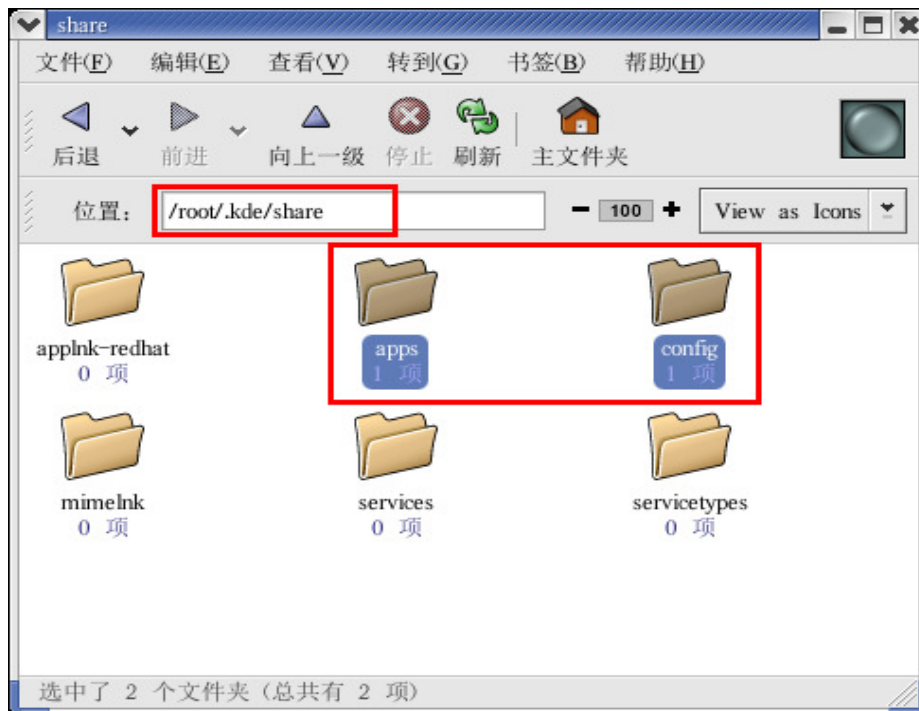 share
文件(F) 编辑(E) 查看(V) 转到(G) 书签(B) 帮助(H)
后退 前进 向上一级 停止 刷新 主文件夹
位置: /root/.kde/share 100 View as Icons
applnk-redhat apps config
0 项 1 项 1 项
mimelnk services servicetypes
0 项 0 项 0 项
选中了 2 个文件夹 (总共有 2 项)